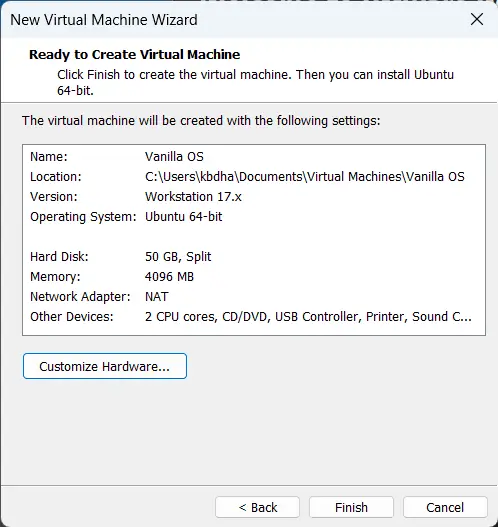 New Virtual Machine Wizard
Ready to Create Virtual Machine
Click Finish to create the virtual machine. Then you can install Ubuntu
64-bit.
The virtual machine will be created with the following settings:
Name: Vanilla OS
Location: C:\Users\kbdha\Documents\Virtual Machines\Vanilla OS
Version: Workstation 17.x
Operating System: Ubuntu 64-bit
Hard Disk: 50 GB, Split
Memory: 4096 MB
Network Adapter: NAT
Other Devices: 2 CPU cores, CD/DVD, USB Controller, Printer, Sound C...
Customize Hardware...
< Back Finish Cancel